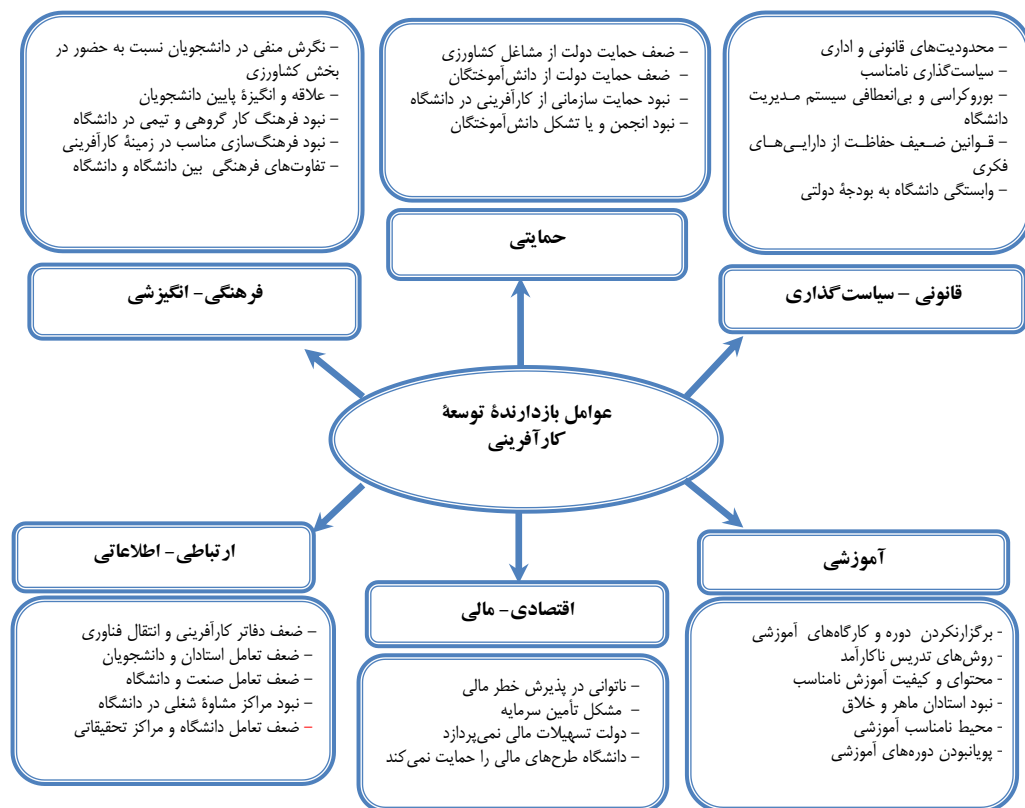 – محدودیت‌های قانونی و اداری
– سیاست‌گذاری نامناسب
– بوروکراسی و بی‌انعطافی سیستم مـدیریت
دانشگاه
– قـوانین ضـعیف حفاظـت از دارایـی‌هـای
فکری
– وابستگی دانشگاه به بودجهٔ دولتی
قانونی – سیاست‌گذاری
– ضعف حمایت دولت از مشاغل کشاورزی
– ضعف حمایت دولت از دانش‌آموختگان
– نبود حمایت سازمانی از کارآفرینی در دانشگاه
– نبود انجمن و یا تشکل دانش‌آموختگان
حمایتی
– نگرش منفی در دانشجویان نسبت به حضور در
بخش کشاورزی
– علاقه و انگیزهٔ پایین دانشجویان
– نبود فرهنگ کار گروهی و تیمی در دانشگاه
– نبود فرهنگ‌سازی مناسب در زمینهٔ کارآفرینی
– تفاوت‌های فرهنگی بین دانشگاه و دانشگاه
فرهنگی- انگیزشی
عوامل بازدارندهٔ توسعهٔ
کارآفرینی
آموزشی
- برگزارنکردن دوره و کارگاه‌های آموزشی
- روش‌های تدریس ناکارآمد
- محتوای و کیفیت آموزش نامناسب
- نبود استادان ماهر و خلاق
- محیط نامناسب آموزشی
- پویانبودن دوره‌های آموزشی
اقتصادی- مالی
– ناتوانی در پذیرش خطر مالی
– مشکل تأمین سرمایه
– دولت تسهیلات مالی نمی‌پردازد
– دانشگاه طرح‌های مالی را حمایت نمی‌کند
ارتباطی- اطلاعاتی
– ضعف دفاتر کارآفرینی و انتقال فناوری
– ضعف تعامل استادان و دانشجویان
– ضعف تعامل صنعت و دانشگاه
– نبود مراکز مشاوهٔ شغلی در دانشگاه
– ضعف تعامل دانشگاه و مراکز تحقیقاتی